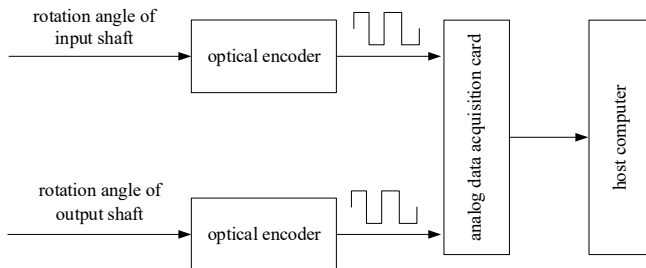 rotation angle of
input shaft
optical encoder
rotation angle of
output shaft
optical encoder
analog data acquisition card
host computer